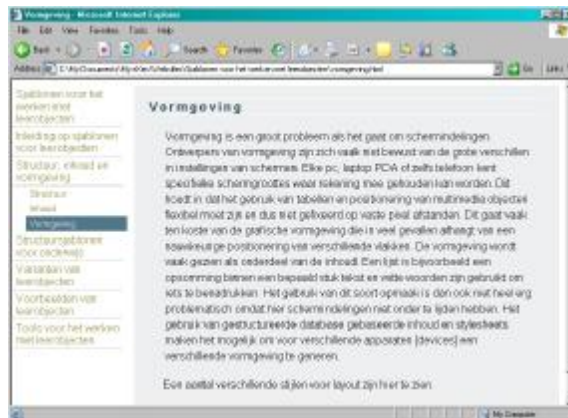 Vormgeving - Microsoft Internet Explorer
File Edit View Favorites Tools Help
Back Search Favorites
Address Go Links
Sjablonen voor het
werken met
leerobjecten
Inleiding op sjablonen
voor leerobjecten
Structuur, inhoud en
vormgeving
Structuur
Inhoud
Vormgeving
Structuursjablonen
voor onderwijs
Varianten van
leerobjecten
Voorbeelden van
leerobjecten
Tools voor het werken
met leerobjecten
Vormgeving
Vormgeving is een groot probleem als het gaat om schermindelingen.
Ontwerpers van vormgeving zijn zich vaak niet bewust van de grote verschillen
in instellingen van schermen. Elke pc, laptop PDA of zelfs telefoon kent
specifieke schermgroottes waar rekening mee gehouden kan worden. Dit
houdt in dat het gebruik van tabellen en positionering van multimedia objecten
flexibel moet zijn en dus niet gefixeerd op vaste pixel afstanden. Dit gaat vaak
ten koste van de grafische vormgeving die in veel gevallen afhangt van een
nauwkeurige positionering van verschillende vlakken. De vormgeving wordt
vaak gezien als onderdeel van de inhoud. Een lijst is bijvoorbeeld een
opsomming binnen een bepaald stuk tekst en vette woorden zijn gebruikt om
iets te benadrukken. Het gebruik van dit soort opmaak is dan ook niet heel erg
problematisch omdat hier schermindelingen niet onder te lijden hebben. Het
gebruik van gestructureerde database gebaseerde inhoud en stylesheets
maken het mogelijk om voor verschillende apparaten (devices) een
verschillende vormgeving te generen.
Een aantal verschillende stijlen voor layout zijn hier te zien:
My Computer